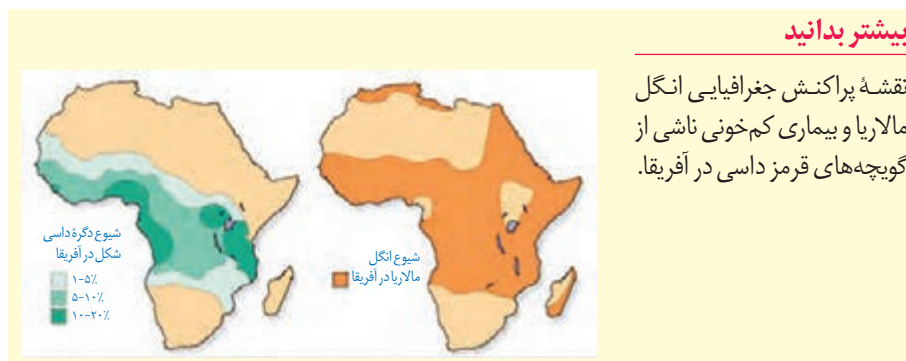 بیشتر بدانید
نقشهٔ پراکنش جغرافیایی انگل
مالاریا و بیماری کم‌خونی ناشی از
گویچه‌های قرمز داسی در آفریقا.
شیوع انگل
مالاریا در آفریقا
شیوع دگرهٔ داسی
شکل در آفریقا
۱-۵٪
۵-۱۰٪
۱۰-۲۰٪